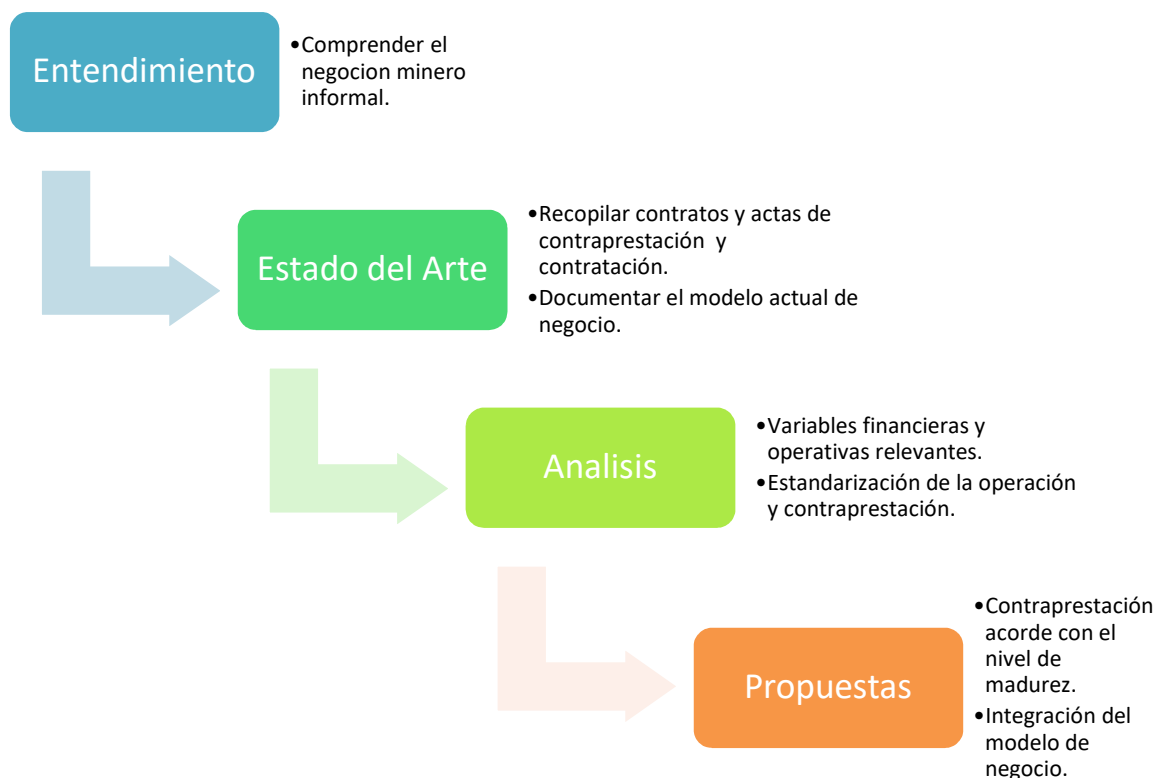 Entendimiento
•Comprender el
negocion minero
informal.
Estado del Arte
•Recopilar contratos y actas de
contraprestación y
contratación.
•Documentar el modelo actual de
negocio.
Analisis
•Variables financieras y
operativas relevantes.
•Estandarización de la operación
y contraprestación.
Propuestas
•Contraprestación
acorde con el
nivel de
madurez.
•Integración del
modelo de
negocio.